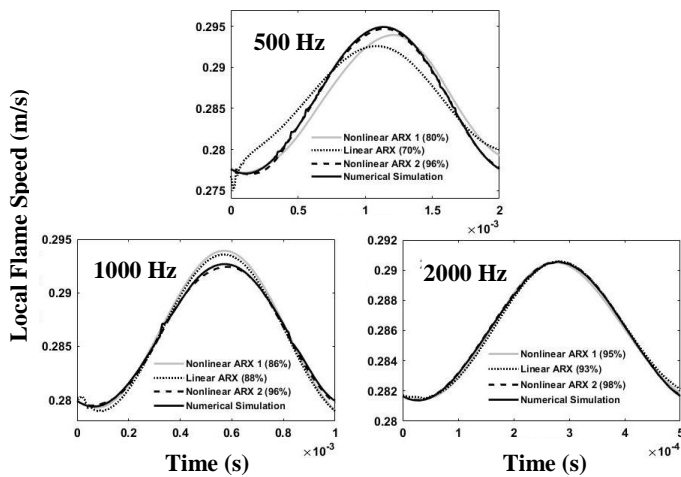 500 Hz
0.295
0.29
0.285
0.28
0.275
Nonlinear ARX 1 (80%)
Linear ARX (70%)
Nonlinear ARX 2 (96%)
Numerical Simulation
0 0.5 1 1.5 2
×10⁻³
Local Flame Speed (m/s)
1000 Hz
0.295
0.29
0.285
0.28
Nonlinear ARX 1 (86%)
Linear ARX (88%)
Nonlinear ARX 2 (96%)
Numerical Simulation
0 0.2 0.4 0.6 0.8 1
×10⁻³
Time (s)
2000 Hz
0.292
0.29
0.288
0.286
0.284
0.282
0.28
Nonlinear ARX 1 (95%)
Linear ARX (93%)
Nonlinear ARX 2 (98%)
Numerical Simulation
0 1 2 3 4 5
×10⁻⁴
Time (s)